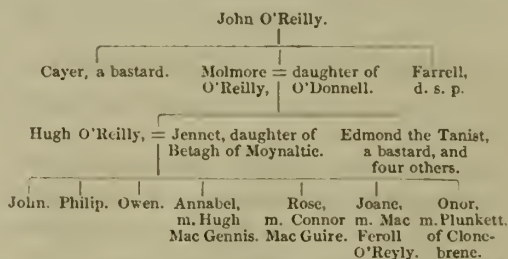 John O'Reilly.
Cayer, a bastard. Molmore = daughter of Farrell,
O'Reilly, O'Donnell. d. s. p.
Hugh O'Reilly, = Jennet, daughter of Edmond the Tanist,
Betagh of Moynaltie. a bastard, and
four others.
John. Philip. Owen. Annabel, Rose, Joane, Onor,
m. Hugh m. Connor m. Mac m. Plunkett.
Mac Gennis. Mac Guire. Feroll of Clonc-
O'Reyly. brene.